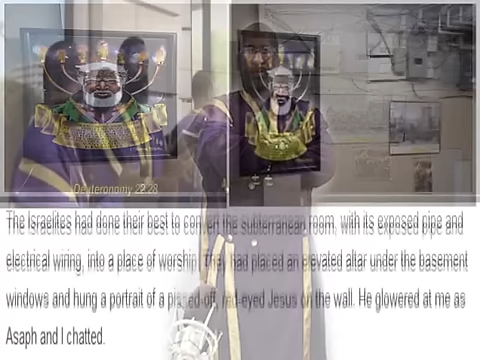 Deuteronomy 22:28
The Israelites had done their best to convert the subterranean room, with its exposed pipe and
electrical wiring, into a place of worship. They had placed an elevated altar under the basement
windows and hung a portrait of a pissed-off, red-eyed Jesus on the wall. He glowered at me as
Asaph and I chatted.